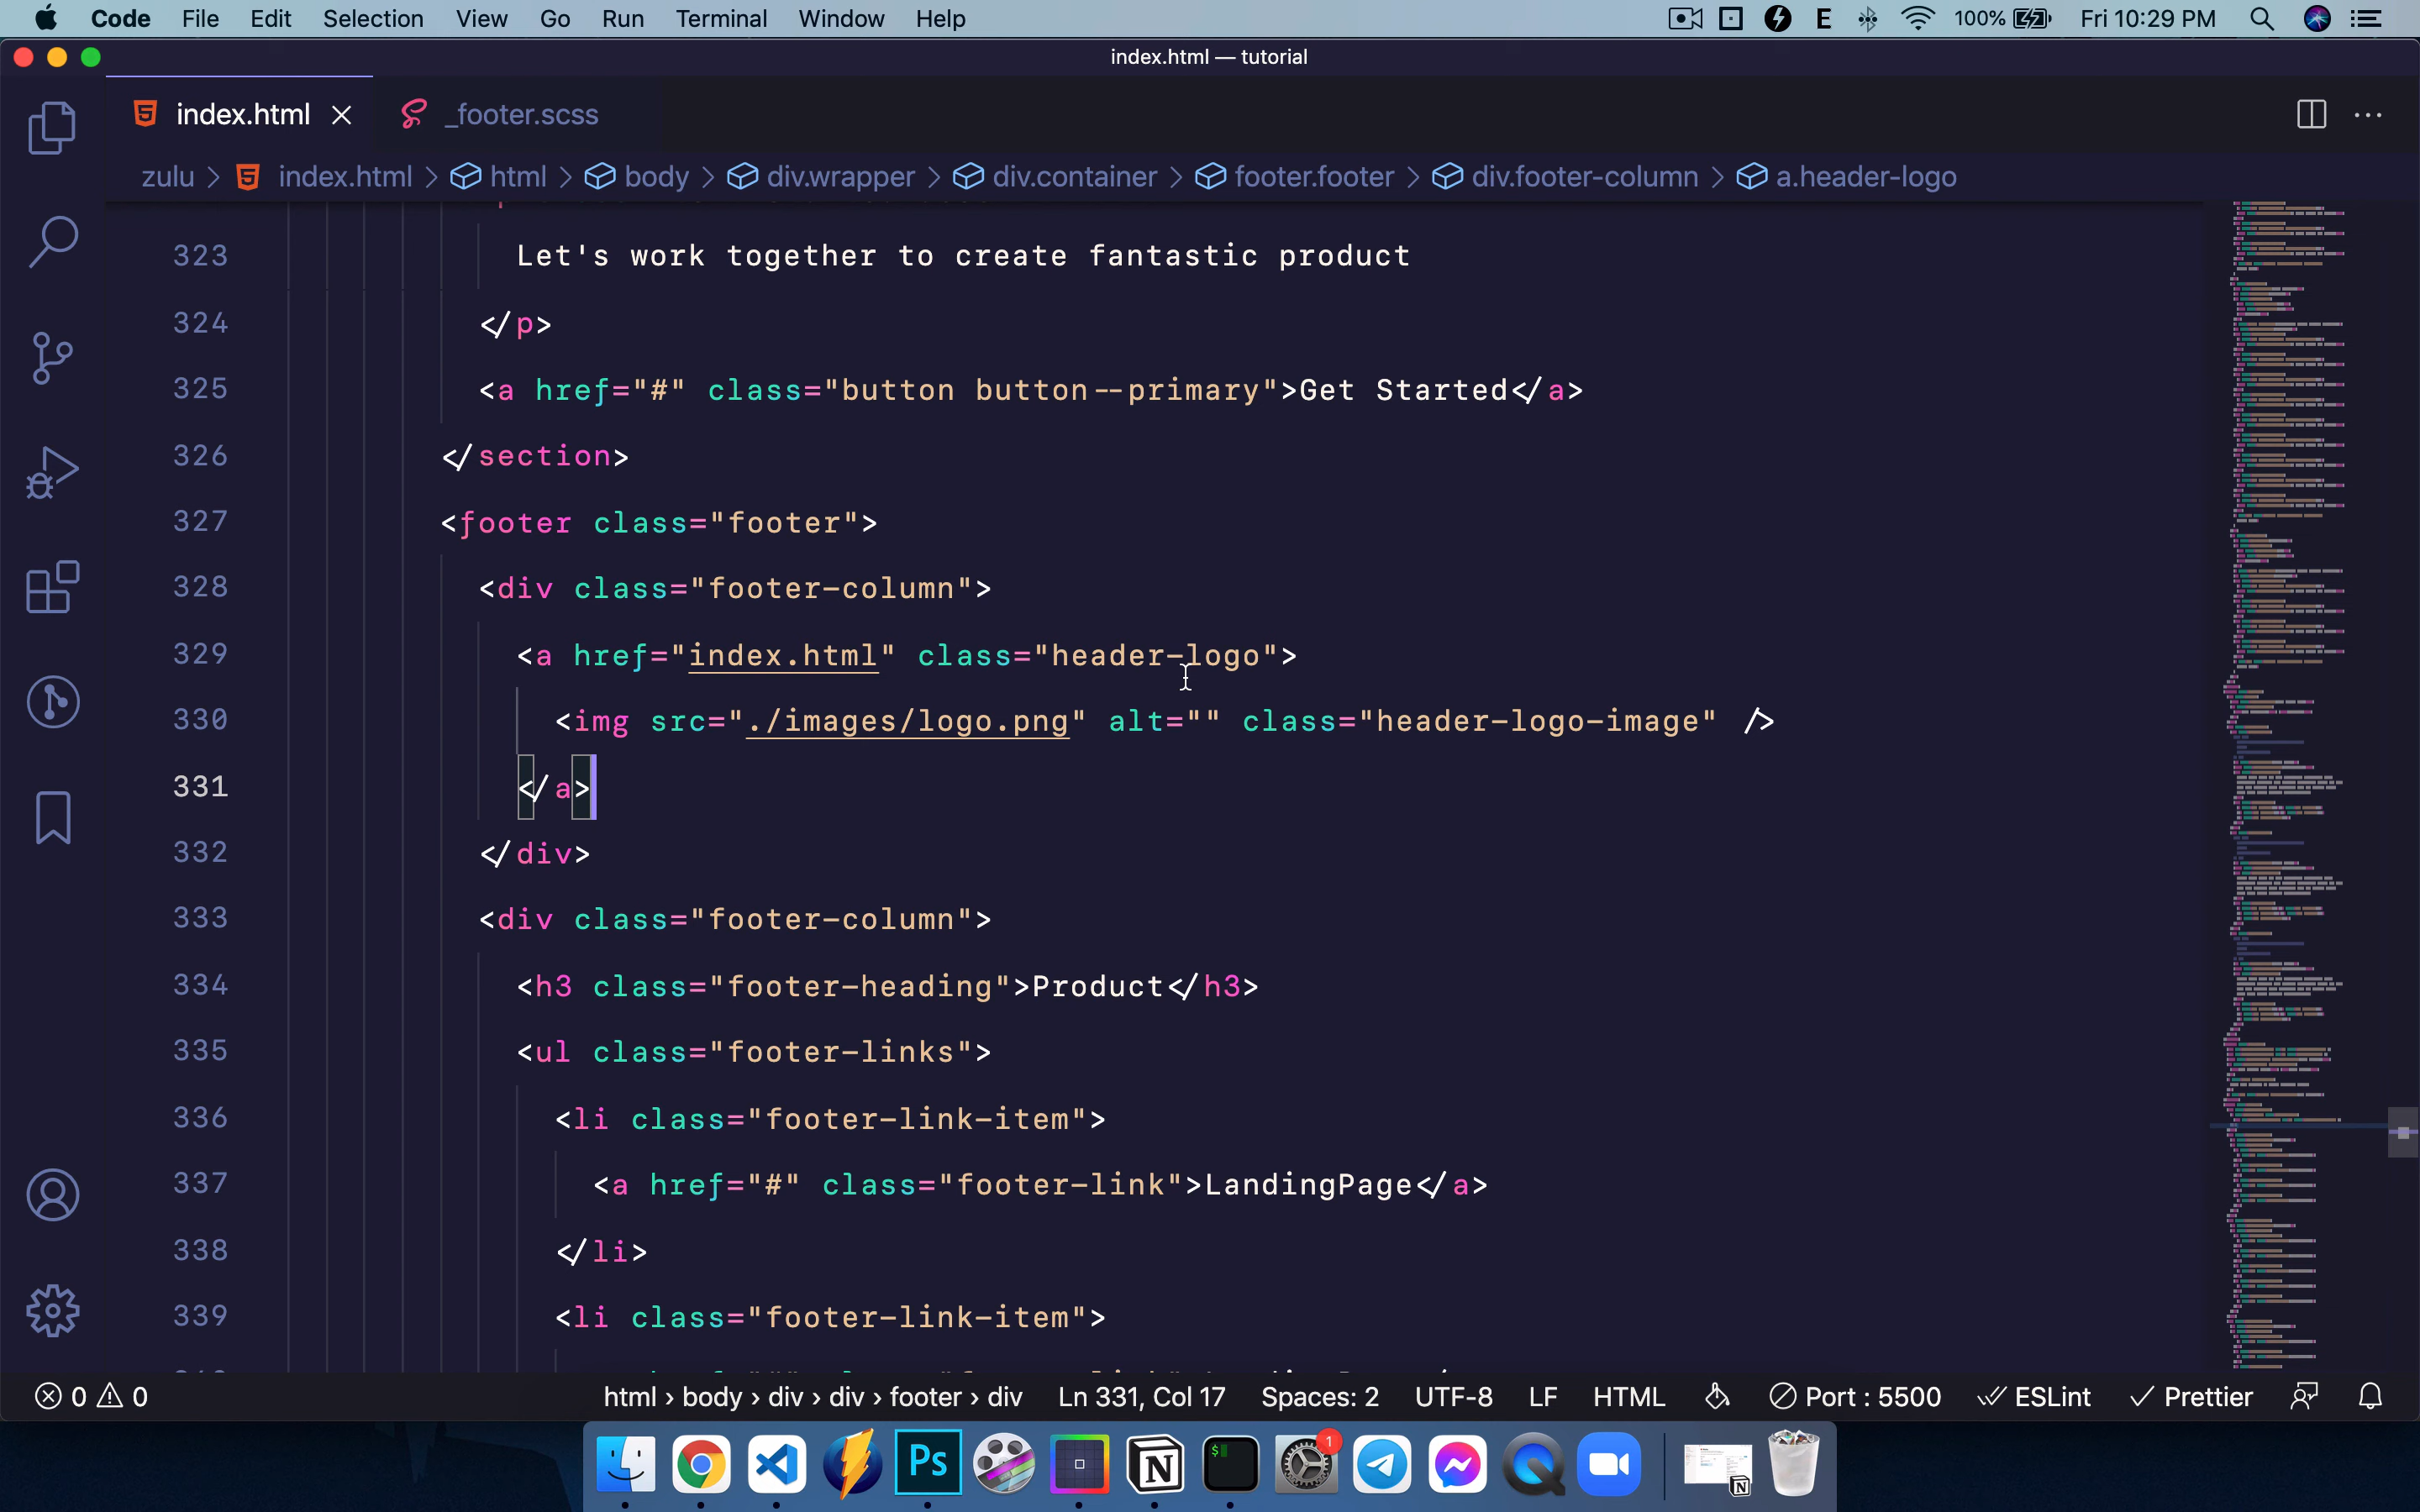 Code File Edit Selection View Go Run Terminal Window Help E 100% Fri 10:29 PM
index.html — tutorial
index.html _footer.scss
zulu > index.html > html > body > div.wrapper > div.container > footer.footer > div.footer-column > a.header-logo
323 Let's work together to create fantastic product
324 </p>
325 <a href="#" class="button button--primary">Get Started</a>
326 </section>
327 <footer class="footer">
328 <div class="footer-column">
329 <a href="index.html" class="header-logo">
330 <img src="./images/logo.png" alt="" class="header-logo-image" />
331 </a>
332 </div>
333 <div class="footer-column">
334 <h3 class="footer-heading">Product</h3>
335 <ul class="footer-links">
336 <li class="footer-link-item">
337 <a href="#" class="footer-link">LandingPage</a>
338 </li>
339 <li class="footer-link-item">
0 0 html › body › div › div › footer › div Ln 331, Col 17 Spaces: 2 UTF-8 LF HTML Port : 5500 ESLint Prettier
Ps N $ 1